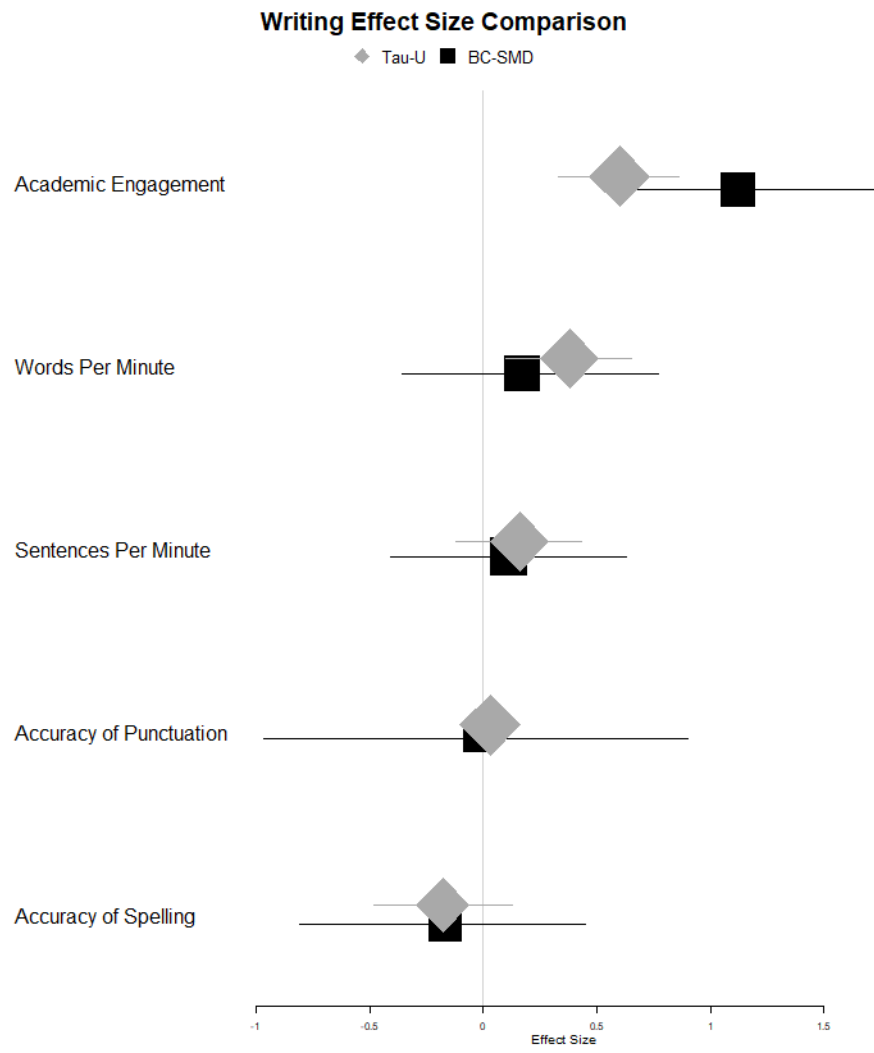 Writing Effect Size Comparison
Tau-U BC-SMD
Academic Engagement
Words Per Minute
Sentences Per Minute
Accuracy of Punctuation
Accuracy of Spelling
-1 -0.5 0 0.5 1 1.5
Effect Size